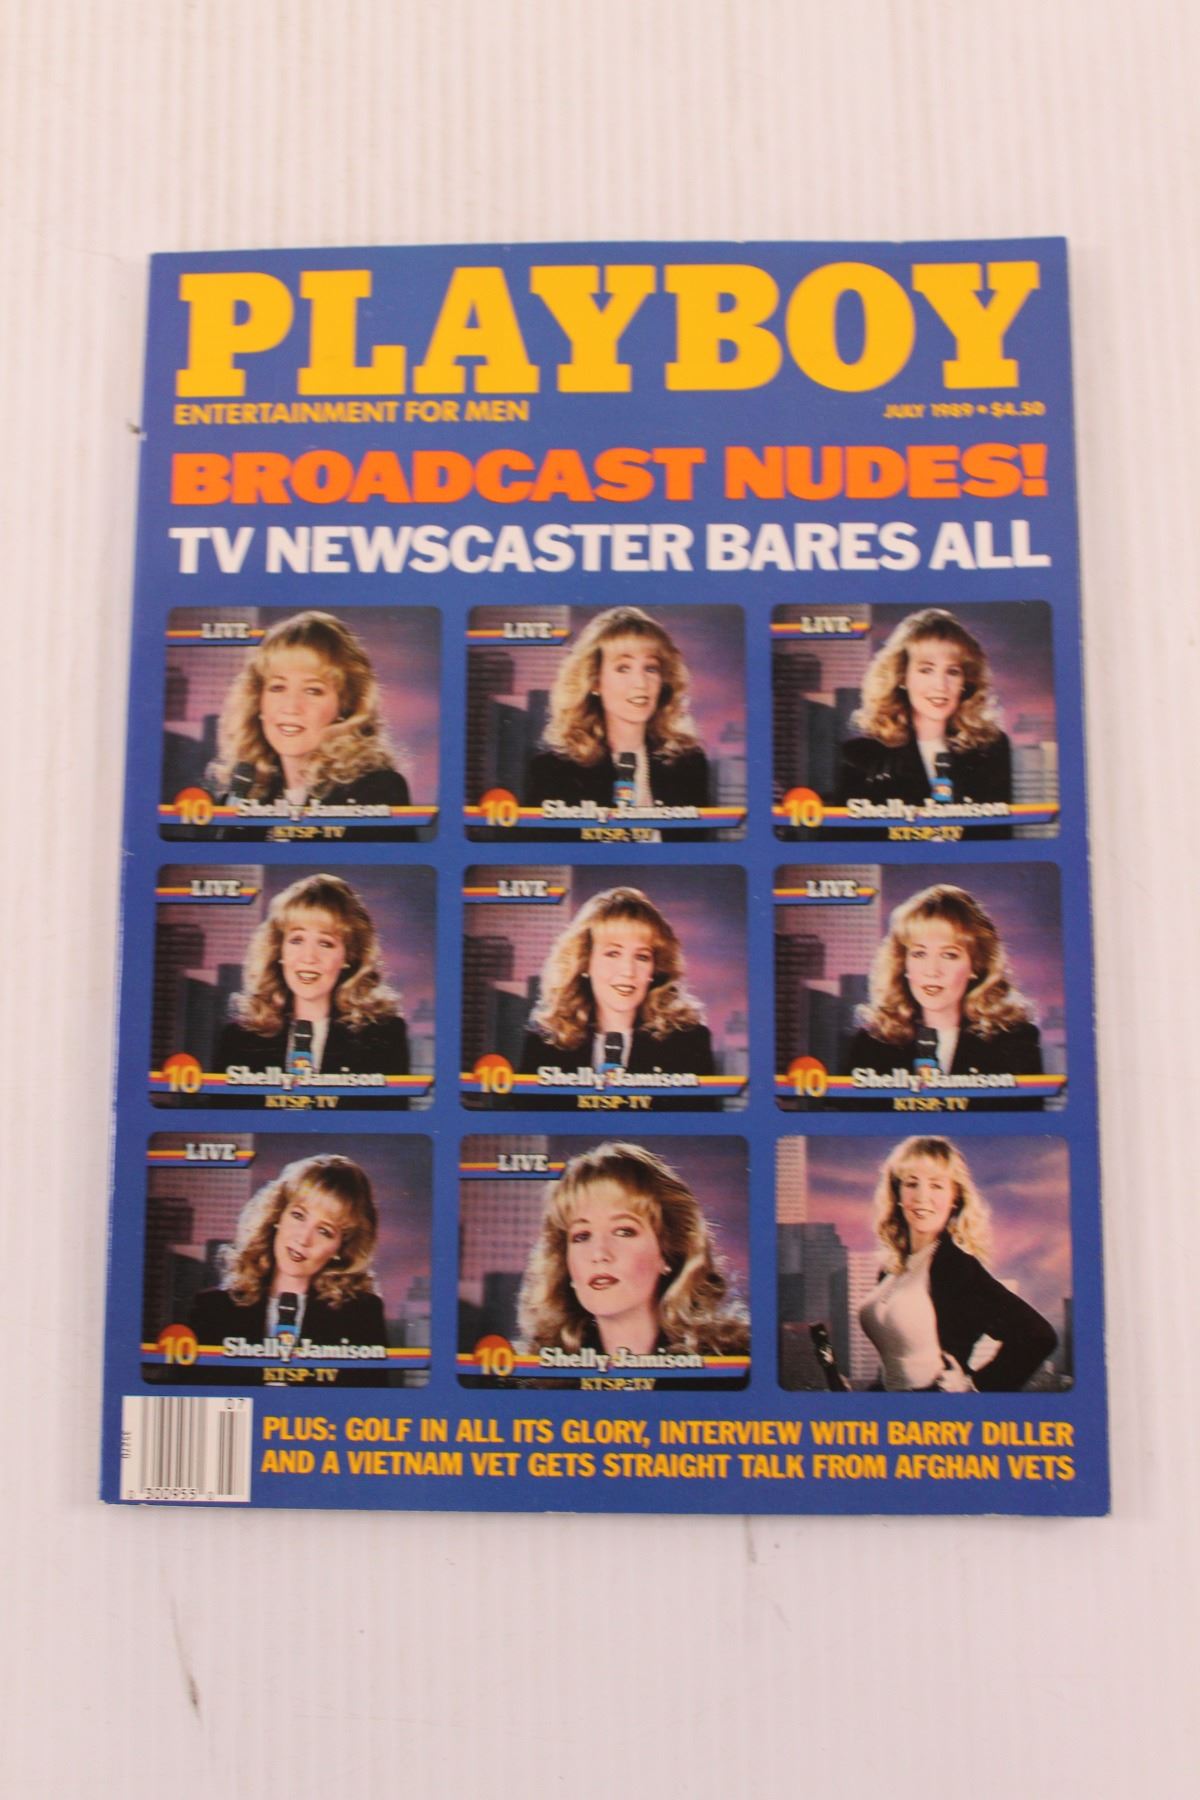 PLAYBOY
ENTERTAINMENT FOR MEN
JULY 1989 • $4.50
BROADCAST NUDES!
TV NEWSCASTER BARES ALL
LIVE
10 Shelly Jamison
KTSP-TV
LIVE
10 Shelly Jamison
KTSP-TV
LIVE
10 Shelly Jamison
KTSP-TV
LIVE
10 Shelly Jamison
KTSP-TV
LIVE
10 Shelly Jamison
KTSP-TV
LIVE
10 Shelly Jamison
KTSP-TV
LIVE
10 Shelly Jamison
KTSP-TV
LIVE
10 Shelly Jamison
KTSP-TV
07
0 300955 0
PLUS: GOLF IN ALL ITS GLORY, INTERVIEW WITH BARRY DILLER
AND A VIETNAM VET GETS STRAIGHT TALK FROM AFGHAN VETS